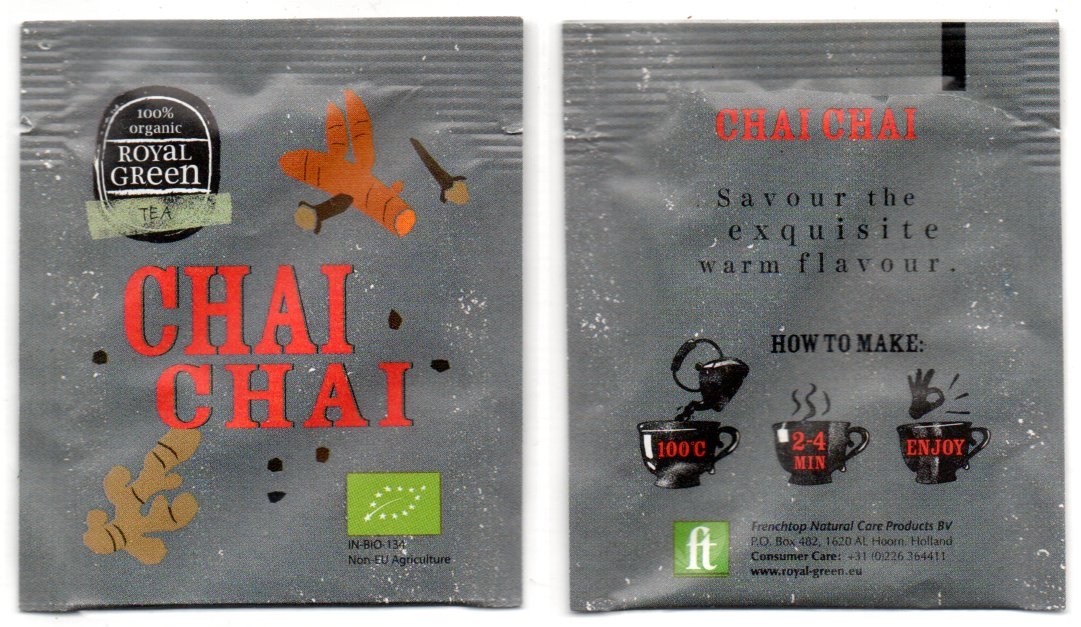 100%
organic
ROYAL
GReen
TEA
CHAI
CHAI
IN-BIO-134
Non-EU Agriculture
CHAI CHAI
Savour the
exquisite
warm flavour.
HOW TO MAKE:
100°C
2-4
MIN
ENJOY
ft
Frenchtop Natural Care Products BV
P.O. Box 482, 1620 AL Hoorn, Holland
Consumer Care: +31 (0)226 364411
www.royal-green.eu